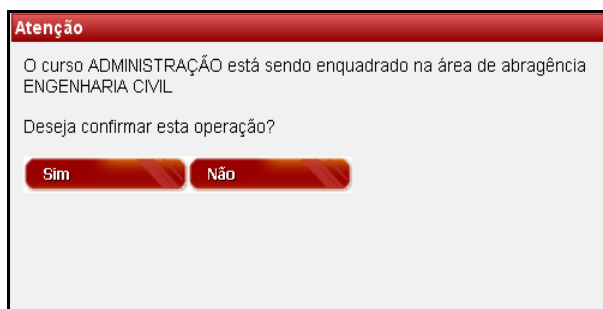 Atenção
O curso ADMINISTRAÇÃO está sendo enquadrado na área de abragência
ENGENHARIA CIVIL
Deseja confirmar esta operação?
Sim Não